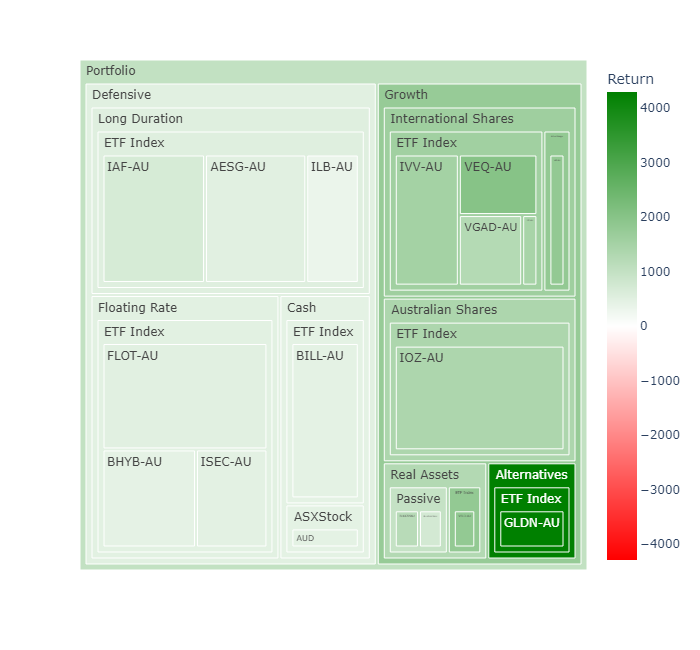 Portfolio
Defensive
Long Duration
ETF Index
IAF-AU
AESG-AU
ILB-AU
Floating Rate
ETF Index
FLOT-AU
BHYB-AU
ISEC-AU
Cash
ETF Index
BILL-AU
ASXStock
AUD
Growth
International Shares
ETF Index
IVV-AU
VEQ-AU
VGAD-AU
Australian Shares
ETF Index
IOZ-AU
Real Assets
Passive
ETF Index
Alternatives
ETF Index
GLDN-AU
Return
4000
3000
2000
1000
0
−1000
−2000
−3000
−4000